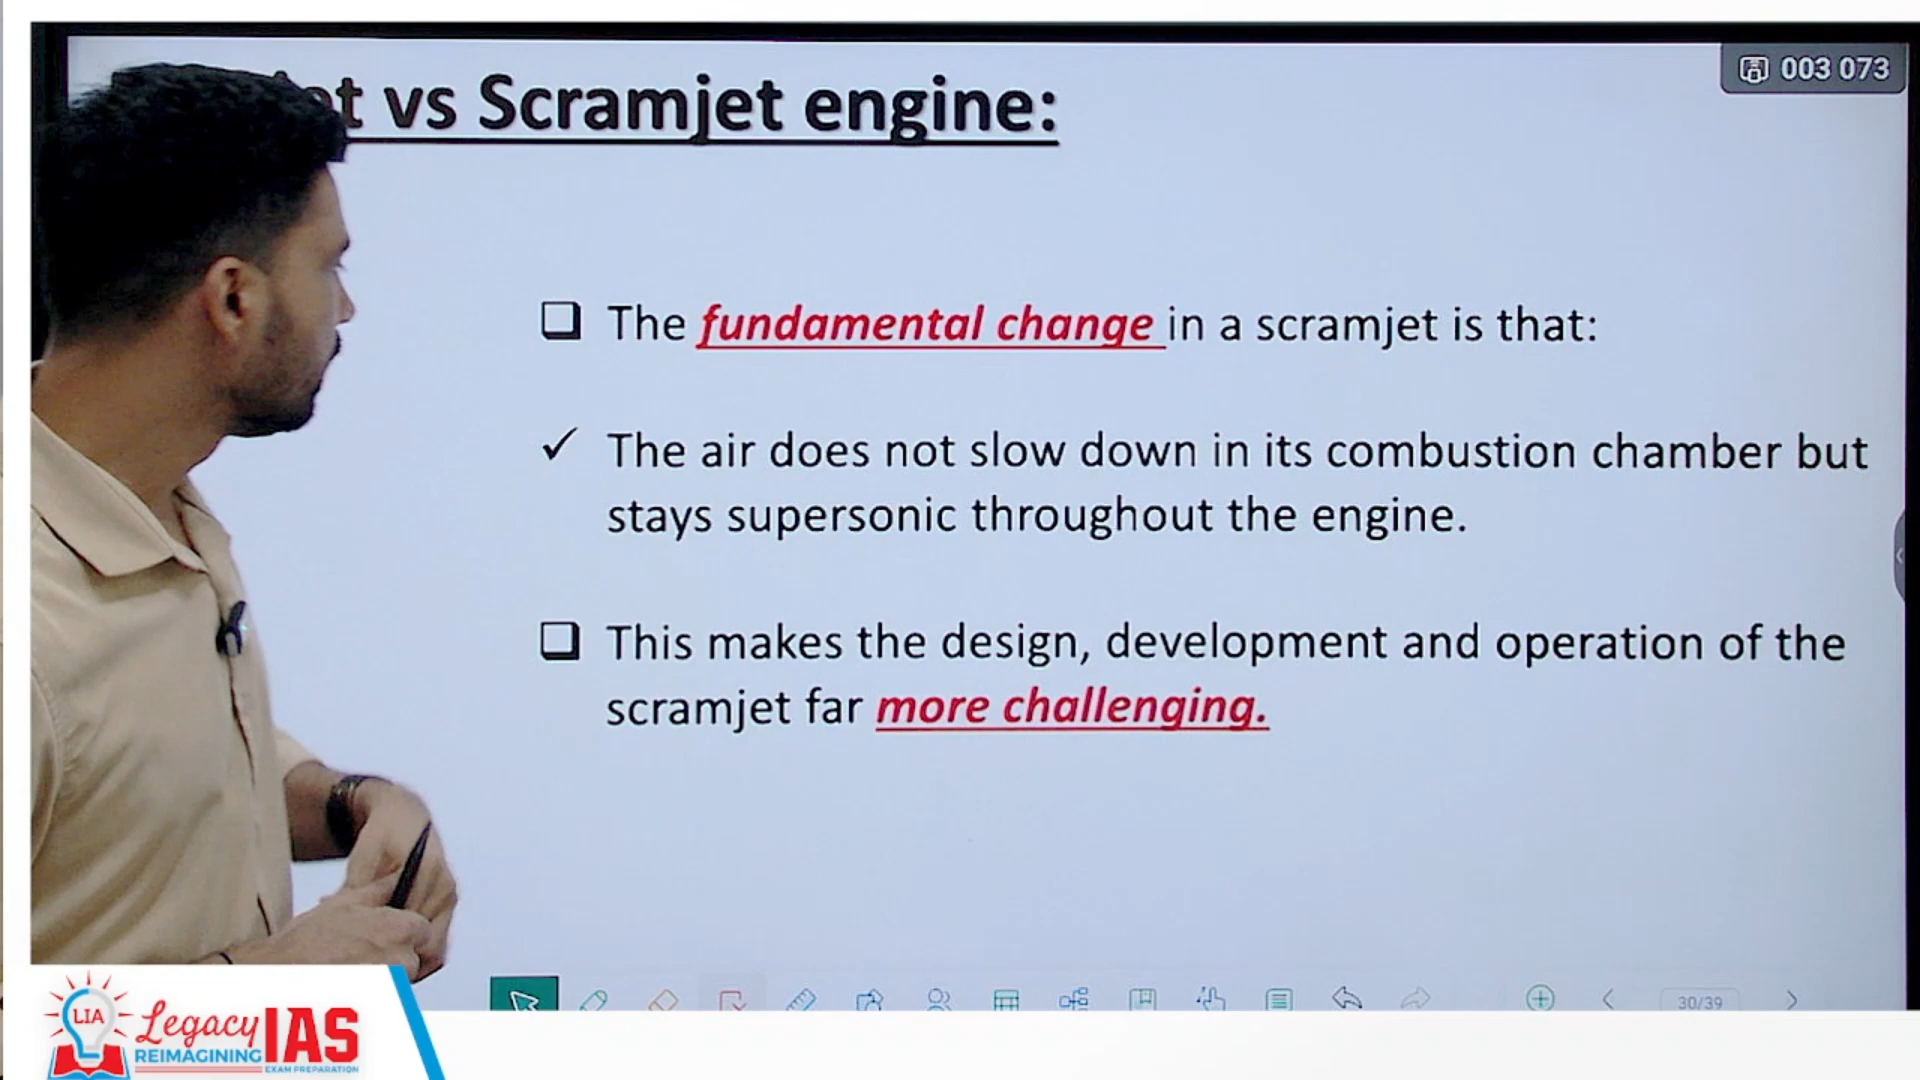 vs Scramjet engine:
003 073
The fundamental change in a scramjet is that:
The air does not slow down in its combustion chamber but
stays supersonic throughout the engine.
This makes the design, development and operation of the
scramjet far more challenging.
30/39
LIA
Legacy IAS
REIMAGINING
EXAM PREPARATION